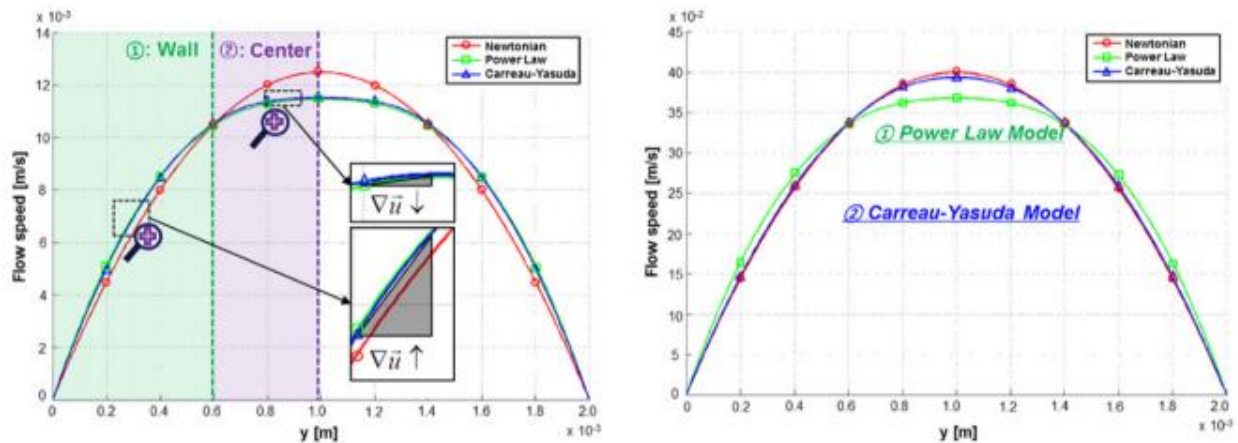 x 10⁻³
14
12
10
8
6
4
2
0
Flow speed [m/s]
①: Wall
②: Center
Newtonian
Power Law
Carreau-Yasuda
∇u⃗ ↓
∇u⃗ ↑
0 0.2 0.4 0.6 0.8 1.0 1.2 1.4 1.6 1.8 2.0
y [m]
x 10⁻³
x 10⁻²
45
40
35
30
25
20
15
10
5
0
Flow speed [m/s]
Newtonian
Power Law
Carreau-Yasuda
① Power Law Model
② Carreau-Yasuda Model
0 0.2 0.4 0.6 0.8 1.0 1.2 1.4 1.6 1.8 2.0
y [m]
x 10⁻³